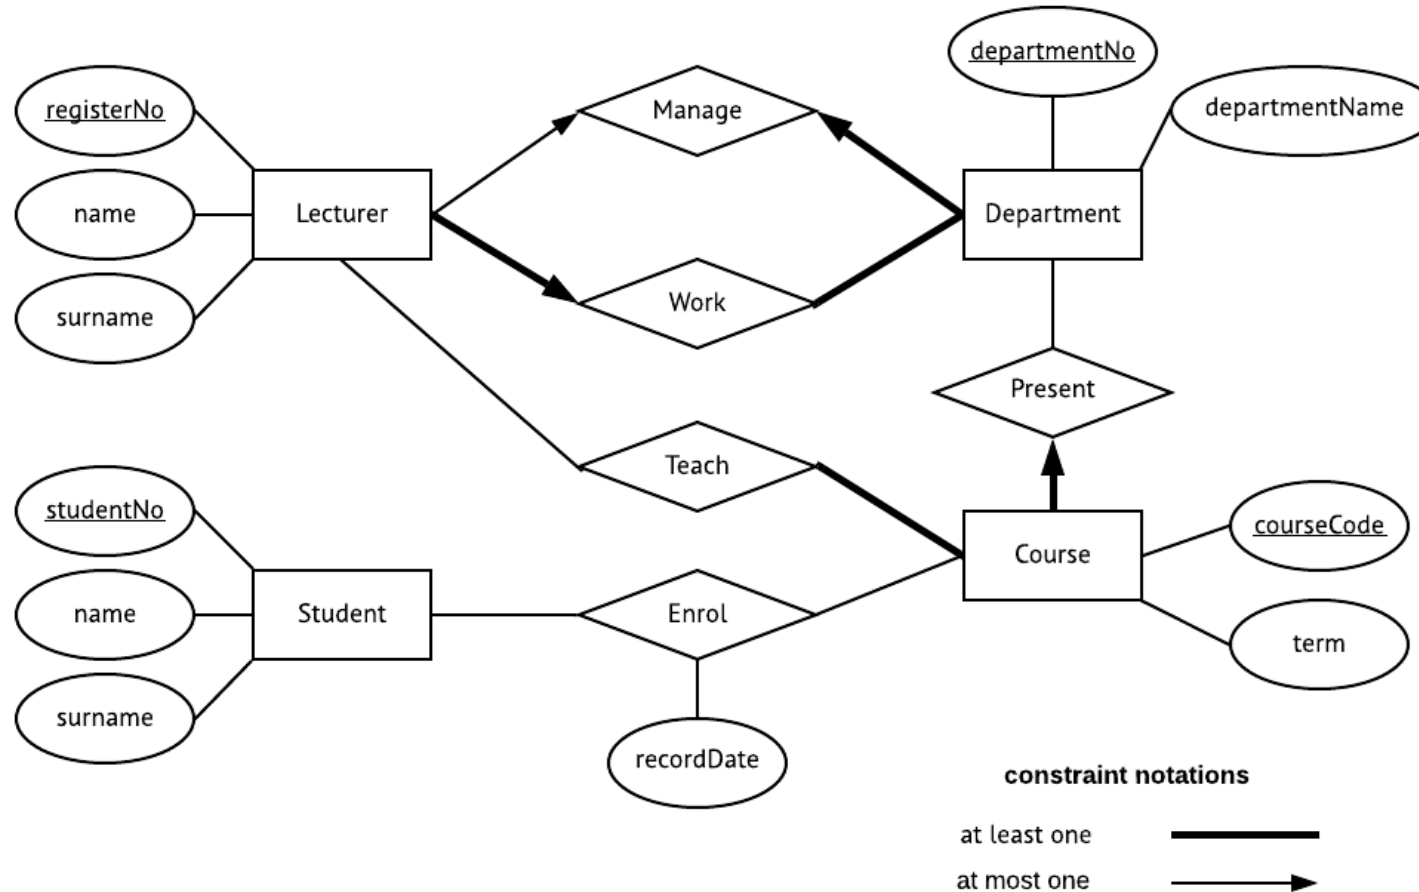 departmentNo
registerNo
Manage
departmentName
name
Lecturer
Department
surname
Work
Present
Teach
studentNo
courseCode
Course
name
Student
Enrol
term
surname
recordDate
constraint notations
at least one
at most one